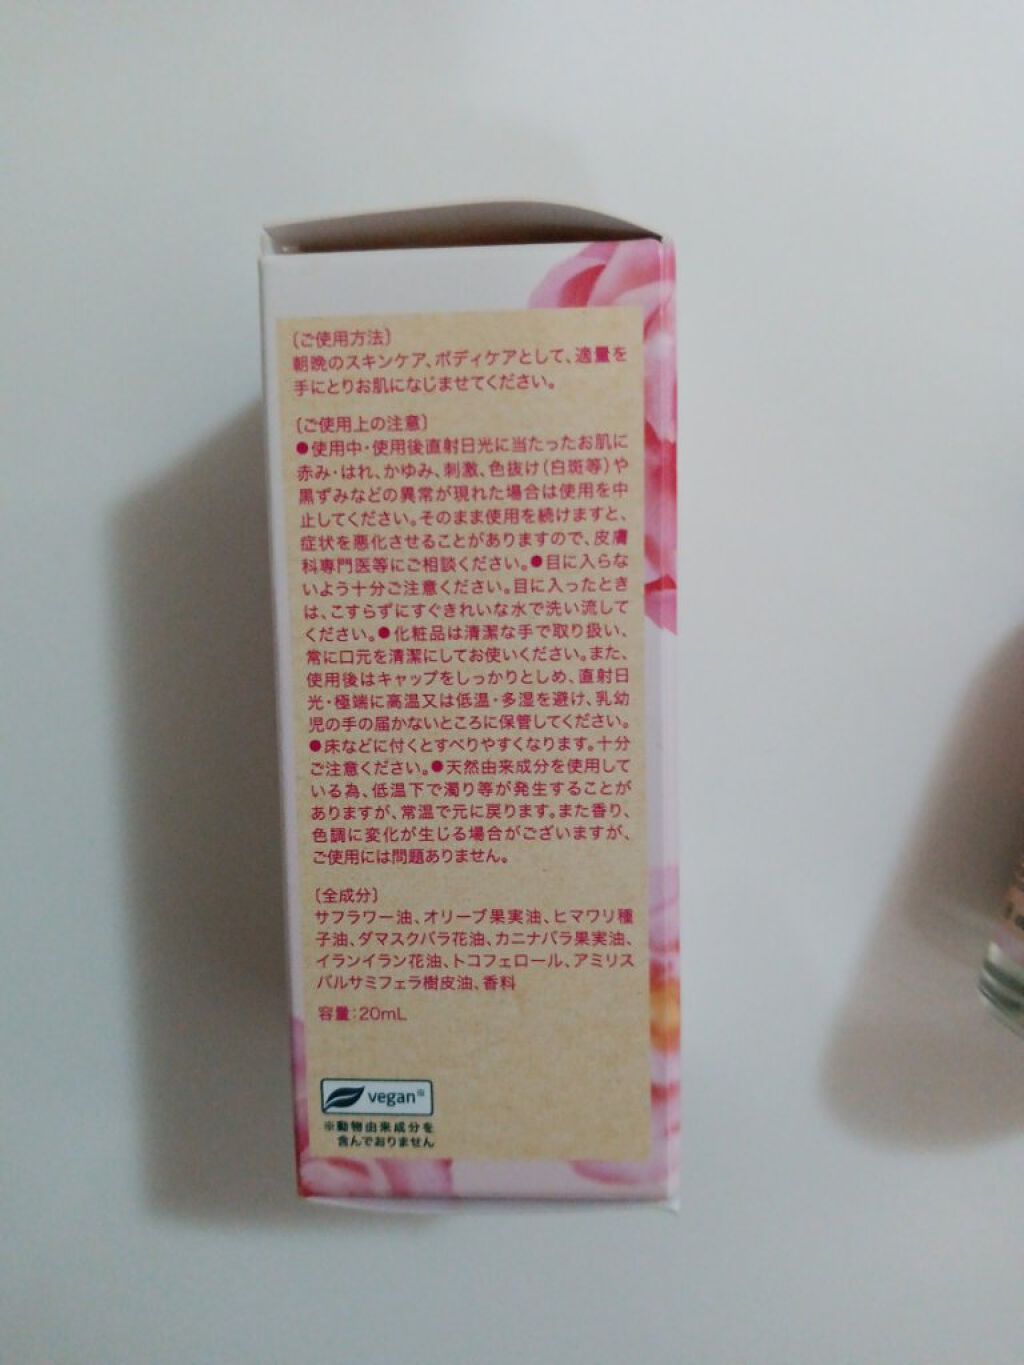 〔ご使用方法〕
朝晩のスキンケア、ボディケアとして、適量を
手にとりお肌になじませてください。
〔ご使用上の注意〕
●使用中・使用後直射日光に当たったお肌に
赤み・はれ、かゆみ、刺激、色抜け(白斑等)や
黒ずみなどの異常が現れた場合は使用を中
止してください。そのまま使用を続けますと、
症状を悪化させることがありますので、皮膚
科専門医等にご相談ください。●目に入らな
いよう十分ご注意ください。目に入ったとき
は、こすらずにすぐきれいな水で洗い流して
ください。●化粧品は清潔な手で取り扱い、
常に口元を清潔にしてお使いください。また、
使用後はキャップをしっかりとしめ、直射日
光・極端に高温又は低温・多湿を避け、乳幼
児の手の届かないところに保管してください。
●床などに付くとすべりやすくなります。十分
ご注意ください。●天然由来成分を使用して
いる為、低温下で濁り等が発生することが
ありますが、常温で元に戻ります。また香り、
色調に変化が生じる場合がございますが、
ご使用には問題ありません。
〔全成分〕
サフラワー油、オリーブ果実油、ヒマワリ種
子油、ダマスクバラ花油、カニナバラ果実油、
イランイラン花油、トコフェロール、アミリス
バルサミフェラ樹皮油、香料
容量:20mL
vegan※
※動物由来成分を
含んでおりません